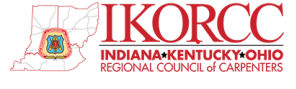 IKORCC
INDIANA★KENTUCKY★OHIO
REGIONAL COUNCIL of CARPENTERS